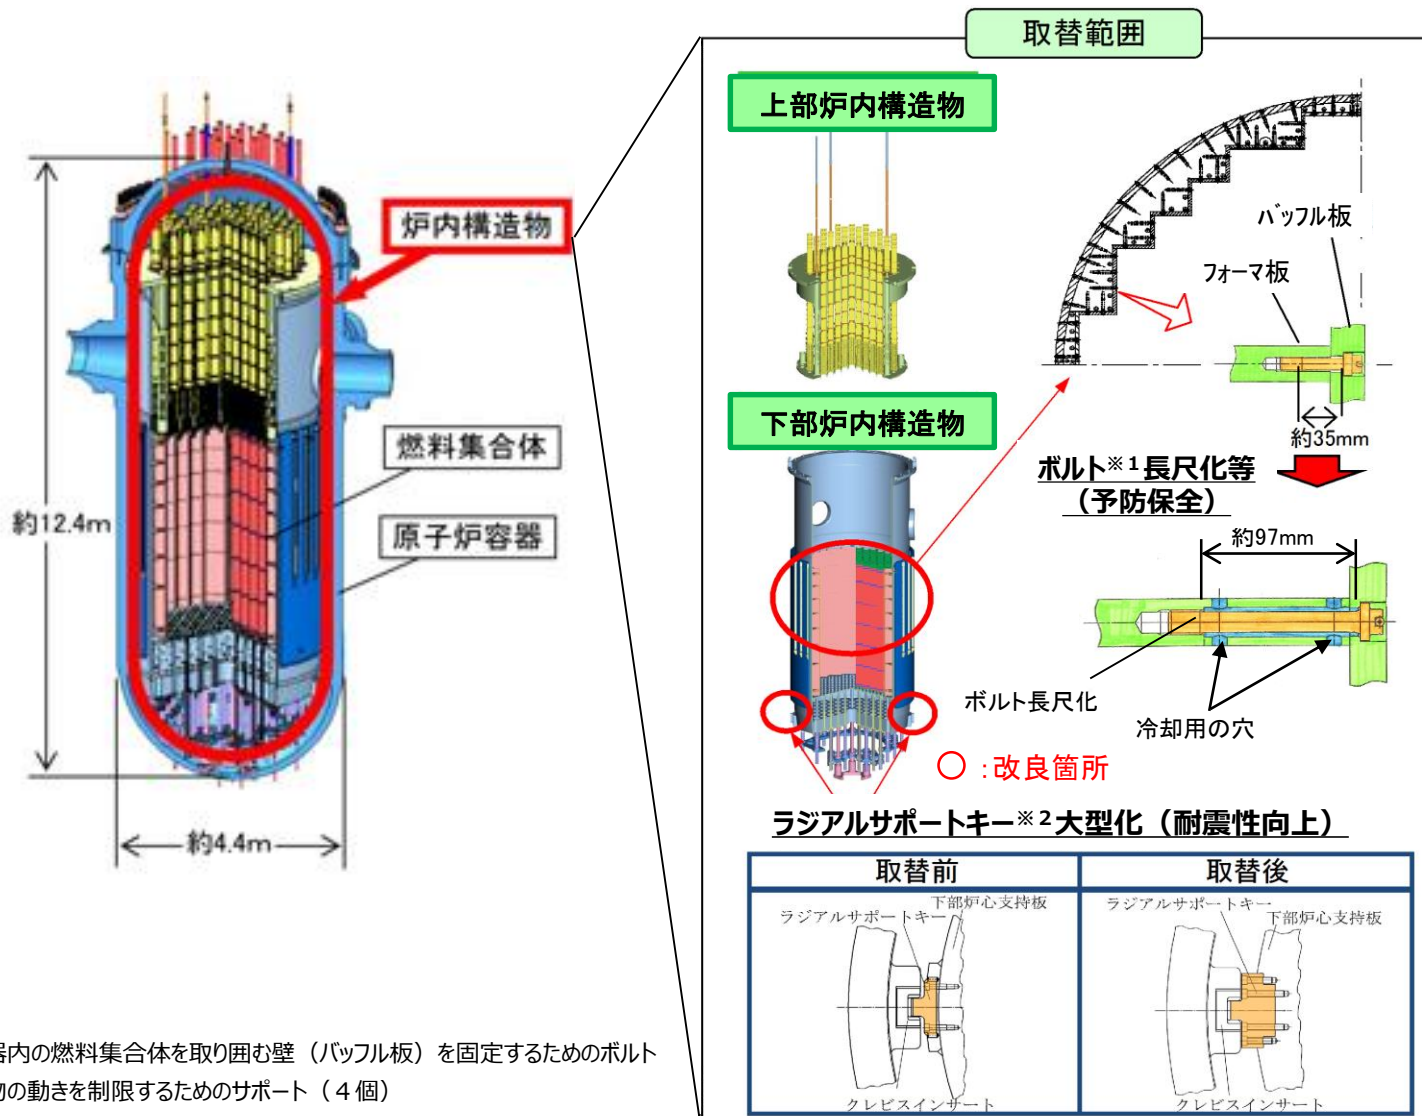 取替範囲
上部炉内構造物
炉内構造物
バッフル板
フォーマ板
約35mm
下部炉内構造物
ボルト※1長尺化等
（予防保全）
燃料集合体
原子炉容器
約12.4m
約97mm
ボルト長尺化
冷却用の穴
○ :改良箇所
約4.4m
ラジアルサポートキー※2大型化（耐震性向上）
取替前
取替後
ラジアルサポートキー
下部炉心支持板
クレビスインサート
ラジアルサポートキー
下部炉心支持板
クレビスインサート
器内の燃料集合体を取り囲む壁（バッフル板）を固定するためのボルト
物の動きを制限するためのサポート（４個）